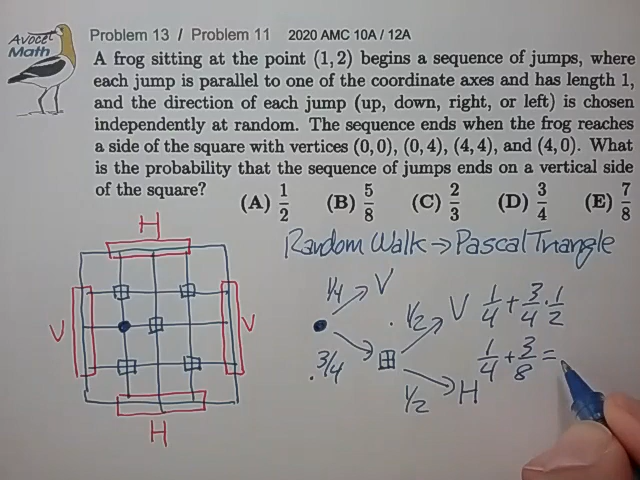 Avocet
Math
Problem 13 / Problem 11 2020 AMC 10A / 12A
A frog sitting at the point (1, 2) begins a sequence of jumps, where
each jump is parallel to one of the coordinate axes and has length 1,
and the direction of each jump (up, down, right, or left) is chosen
independently at random. The sequence ends when the frog reaches
a side of the square with vertices (0, 0), (0, 4), (4, 4), and (4, 0). What
is the probability that the sequence of jumps ends on a vertical side
of the square?
(A) 1/2 (B) 5/8 (C) 2/3 (D) 3/4 (E) 7/8
Random Walk → Pascal Triangle
H
V
V
H
1/4 V
3/4
1/2 V
1/2 H
1/4 + 3/4 · 1/2
1/4 + 3/8 =